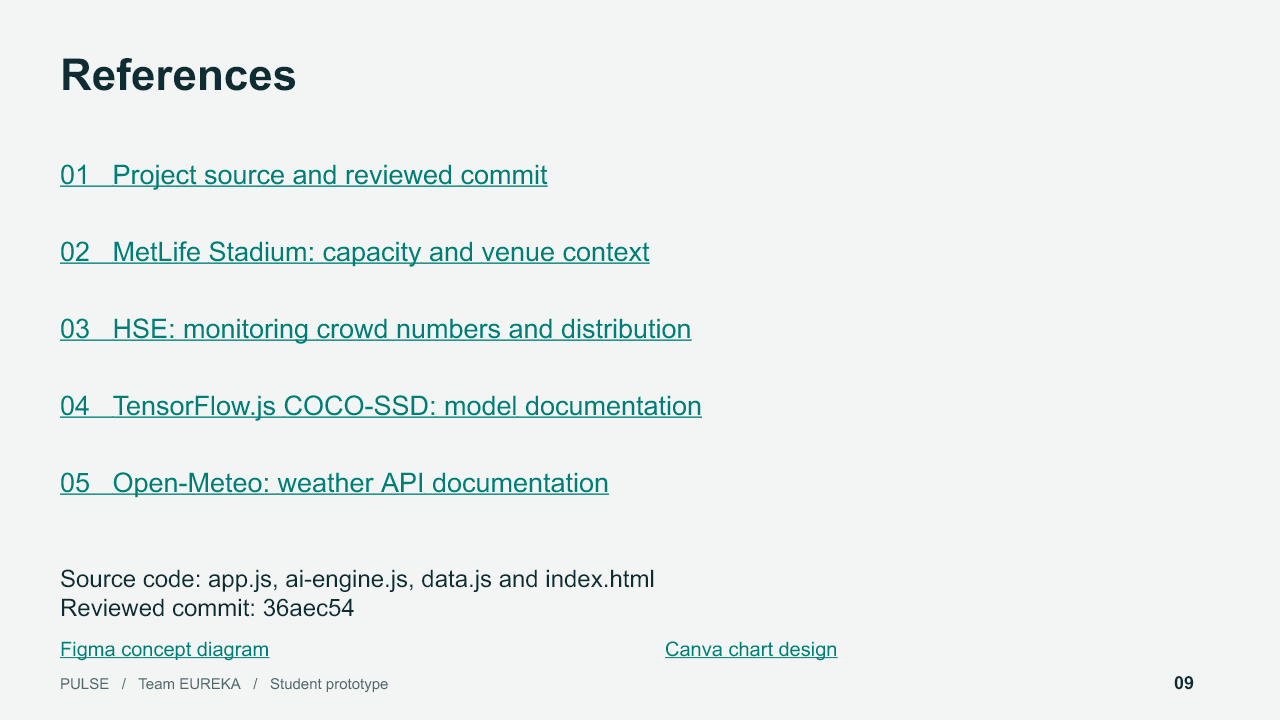 References
01 Project source and reviewed commit
02 MetLife Stadium: capacity and venue context
03 HSE: monitoring crowd numbers and distribution
04 TensorFlow.js COCO-SSD: model documentation
05 Open-Meteo: weather API documentation
Source code: app.js, ai-engine.js, data.js and index.html
Reviewed commit: 36aec54
Figma concept diagram
Canva chart design
PULSE / Team EUREKA / Student prototype
09